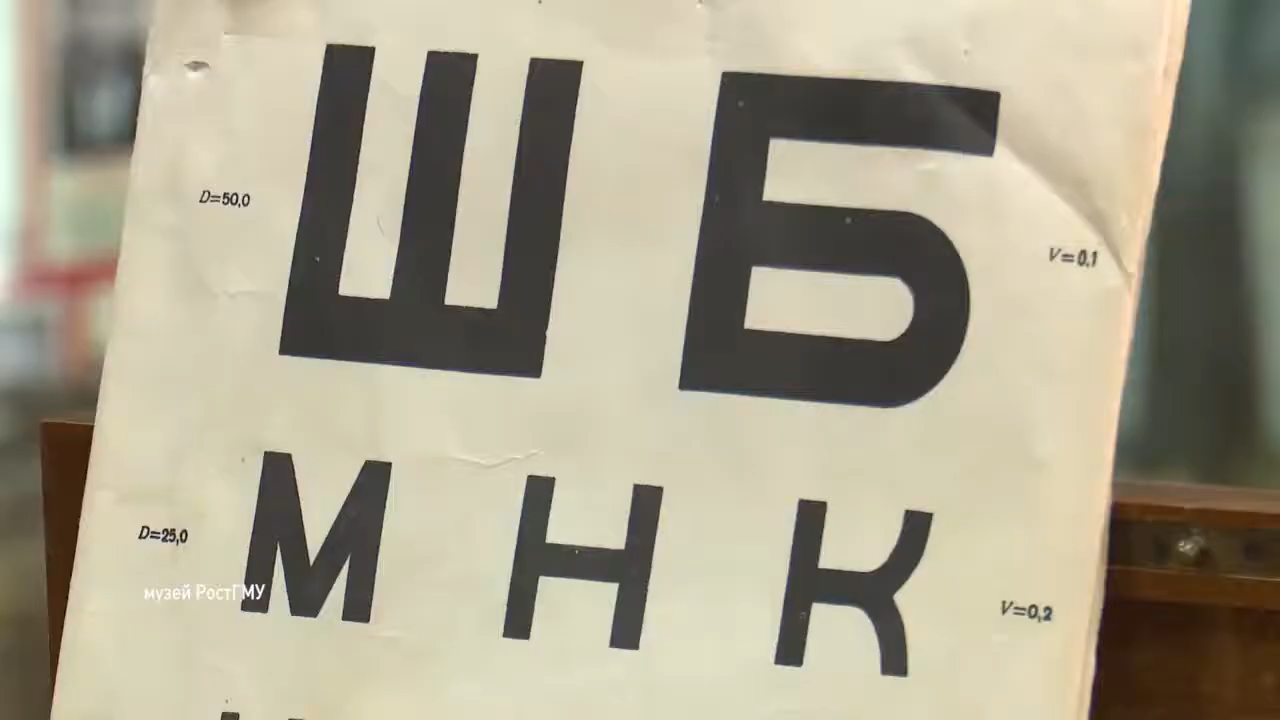 D=50,0 Ш Б V=0,1
D=25,0 М Н К V=0,2
музей РостГМУ